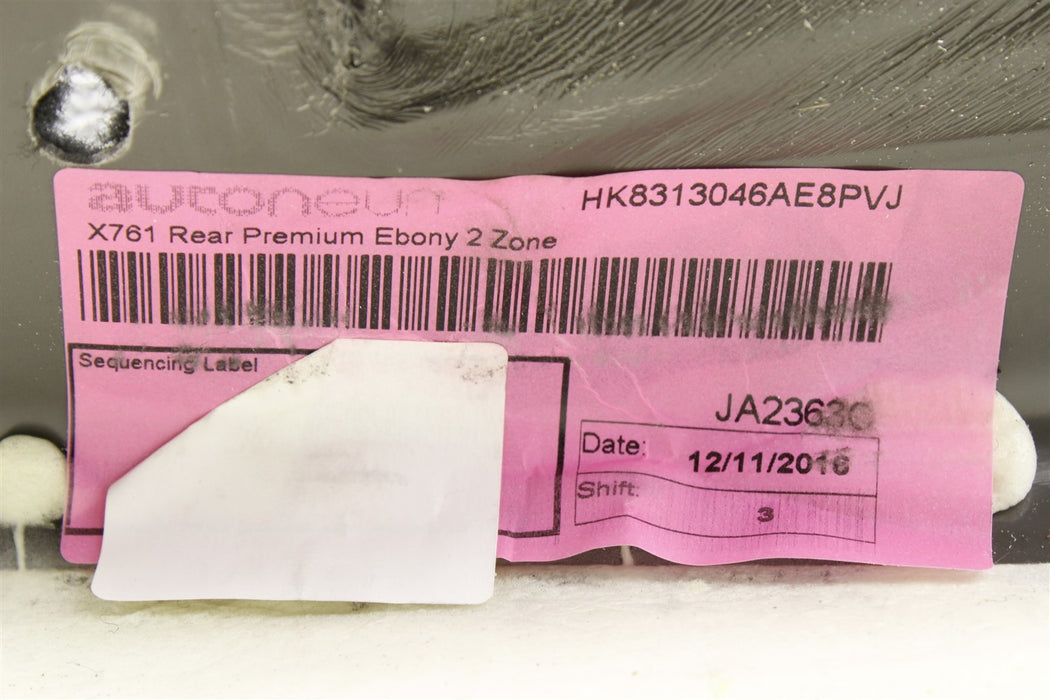 autoneum
HK8313046AE8PVJ
X761 Rear Premium Ebony 2 Zone
Sequencing Label
Date: 12/11/2016
Shift: 3